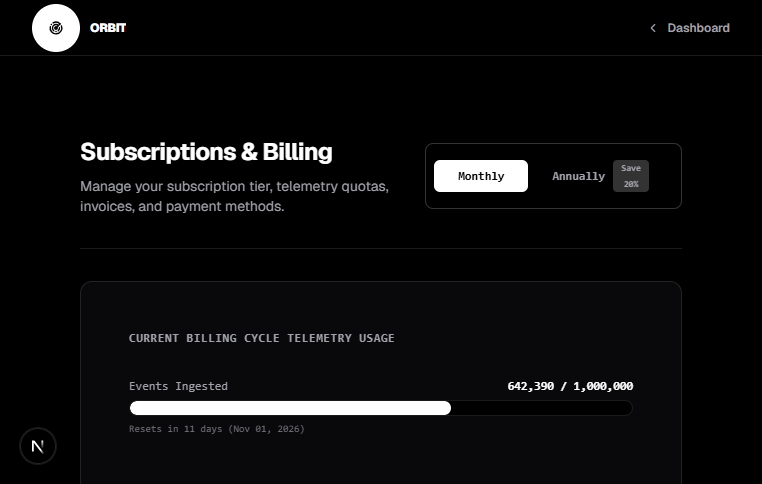 ORBIT
Dashboard
Subscriptions & Billing
Manage your subscription tier, telemetry quotas,
invoices, and payment methods.
Monthly
Annually
Save
20%
CURRENT BILLING CYCLE TELEMETRY USAGE
Events Ingested
642,390 / 1,000,000
Resets in 11 days (Nov 01, 2026)
N